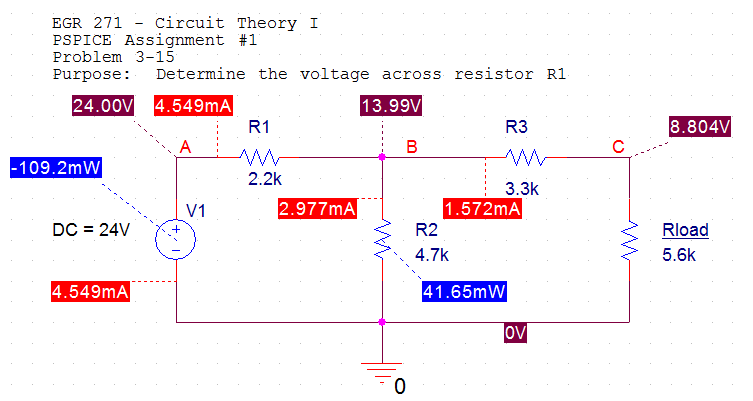 EGR 271 - Circuit Theory I
PSPICE Assignment #1
Problem 3-15
Purpose: Determine the voltage across resistor R1
24.00V 4.549mA 13.99V 8.804V
R1 R3
A B C
2.2k 3.3k
-109.2mW
2.977mA 1.572mA
V1
DC = 24V
+
-
R2 Rload
4.7k 5.6k
4.549mA 41.65mW
0V
0